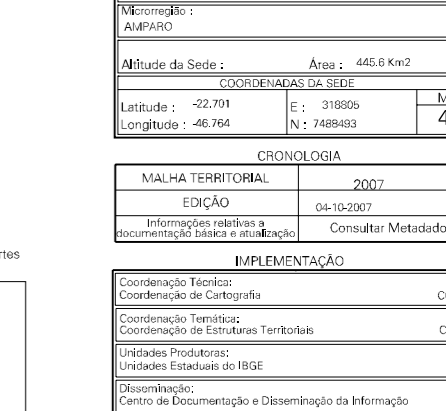 Microrregião :
AMPARO
Altitude da Sede : Área : 445.6 Km2
COORDENADAS DA SEDE
Latitude : -22.701 E : 318805 M
Longitude : -46.764 N : 7488493 4
CRONOLOGIA
MALHA TERRITORIAL 2007
EDIÇÃO 04-10-2007
Informações relativas a
documentação básica e atualização Consultar Metadado
rtes
IMPLEMENTAÇÃO
Coordenação Técnica:
Coordenação de Cartografia
Coordenação Temática:
Coordenação de Estruturas Territoriais C
Unidades Produtoras:
Unidades Estaduais do IBGE
Disseminação:
Centro de Documentação e Disseminação da Informação